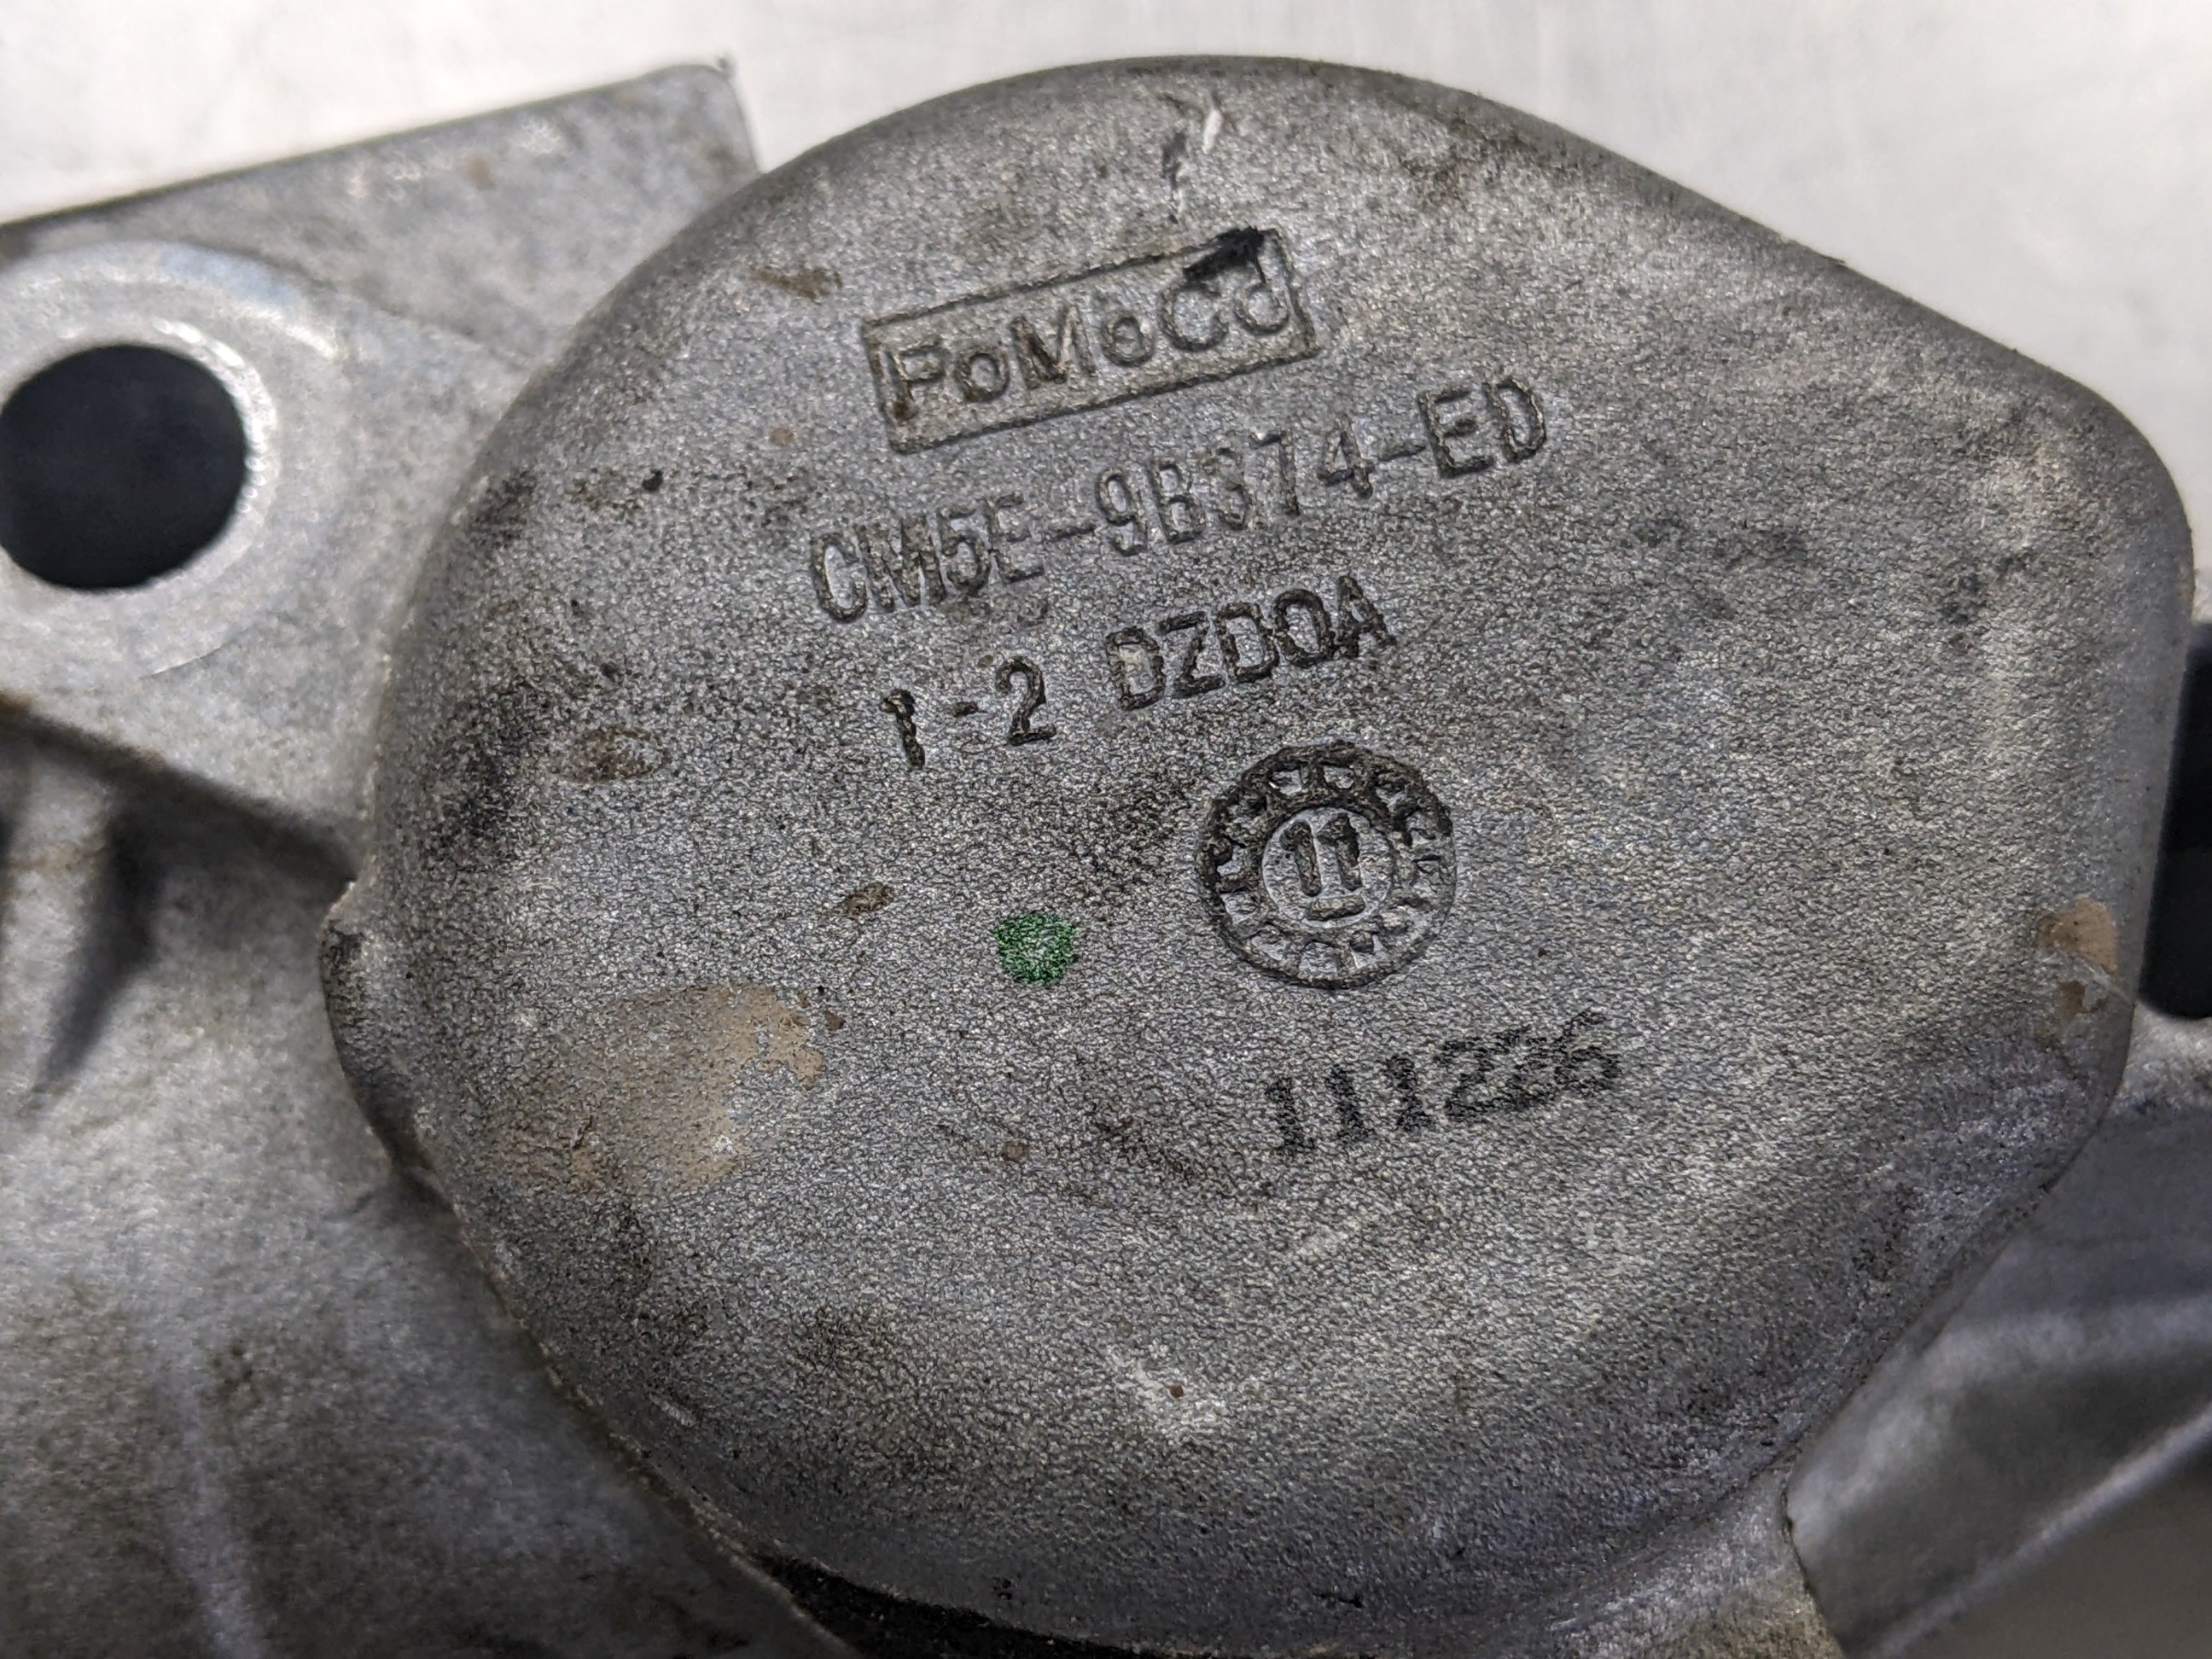 FoMoCo
CM5E-9B374-ED
1-2 DZDOA
11
111226